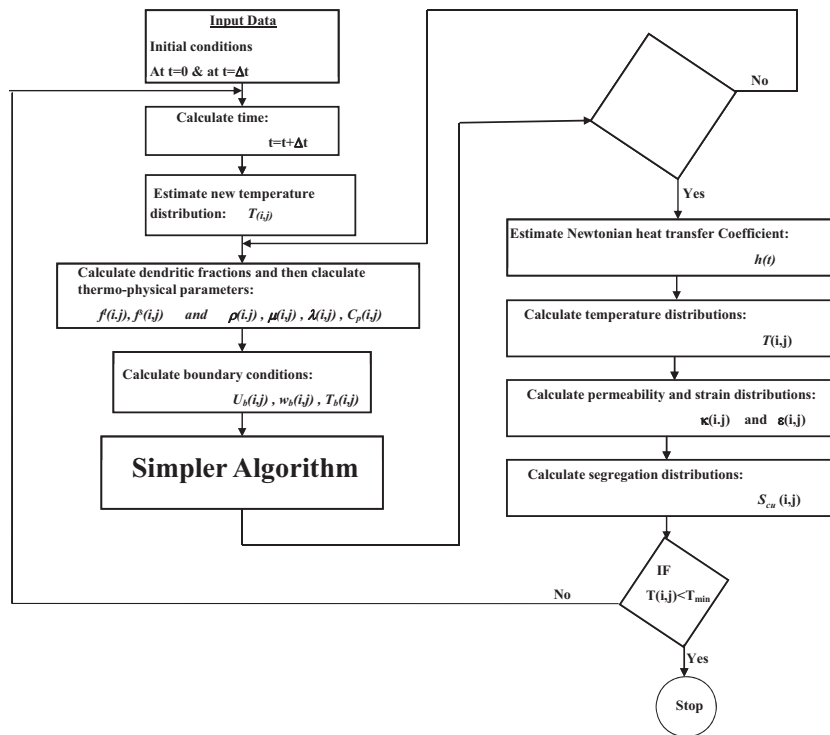 Input Data
Initial conditions
At t=0 & at t=Δt
Calculate time:
t=t+Δt
Estimate new temperature
distribution: T(i,j)
Calculate dendritic fractions and then claculate
thermo-physical parameters:
fˡ(i.j), fˢ(i,j) and ρ(i.j) , μ(i,j) , λ(i,j) , Cₚ(i,j)
Calculate boundary conditions:
U_b(i,j) , w_b(i,j) , T_b(i,j)
Simpler Algorithm
No
Yes
Estimate Newtonian heat transfer Coefficient:
h(t)
Calculate temperature distributions:
T(i,j)
Calculate permeability and strain distributions:
κ(i.j) and ε(i,j)
Calculate segregation distributions:
S_cu (i,j)
IF
T(i,j)<T_min
No
Yes
Stop